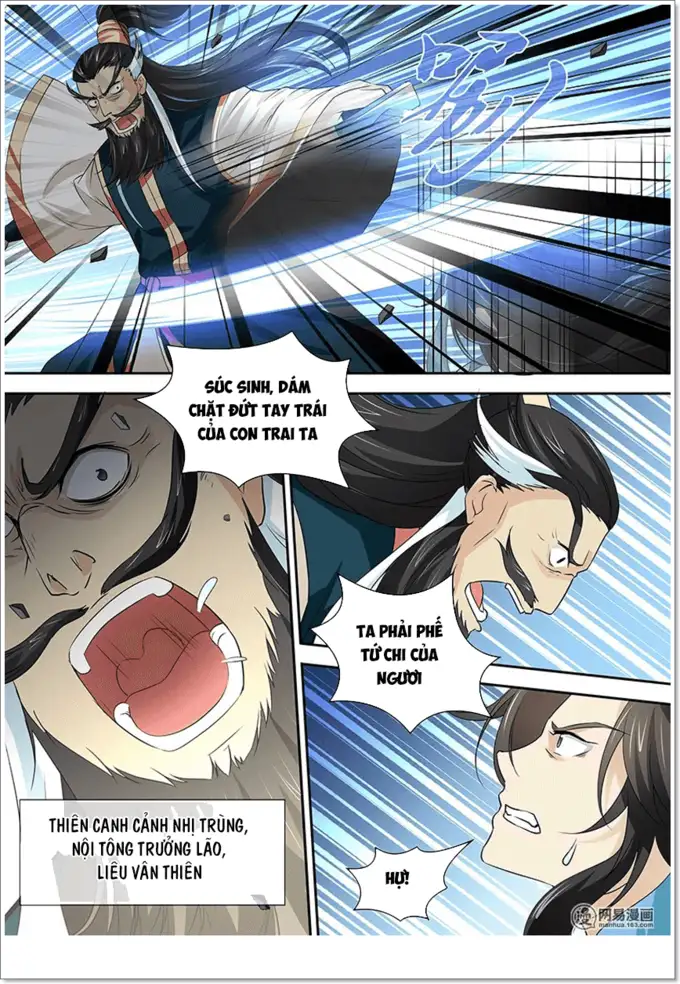 SÚC SINH, DÁM
CHẶT ĐỨT TAY TRÁI
CỦA CON TRAI TA
TA PHẢI PHẾ
TỨ CHI CỦA
NGƯƠI
THIÊN CANH CẢNH NHỊ TRÙNG,
NỘI TÔNG TRƯỞNG LÃO,
LIÊU VÂN THIÊN
HỰ!
网易漫画
manhua.163.com